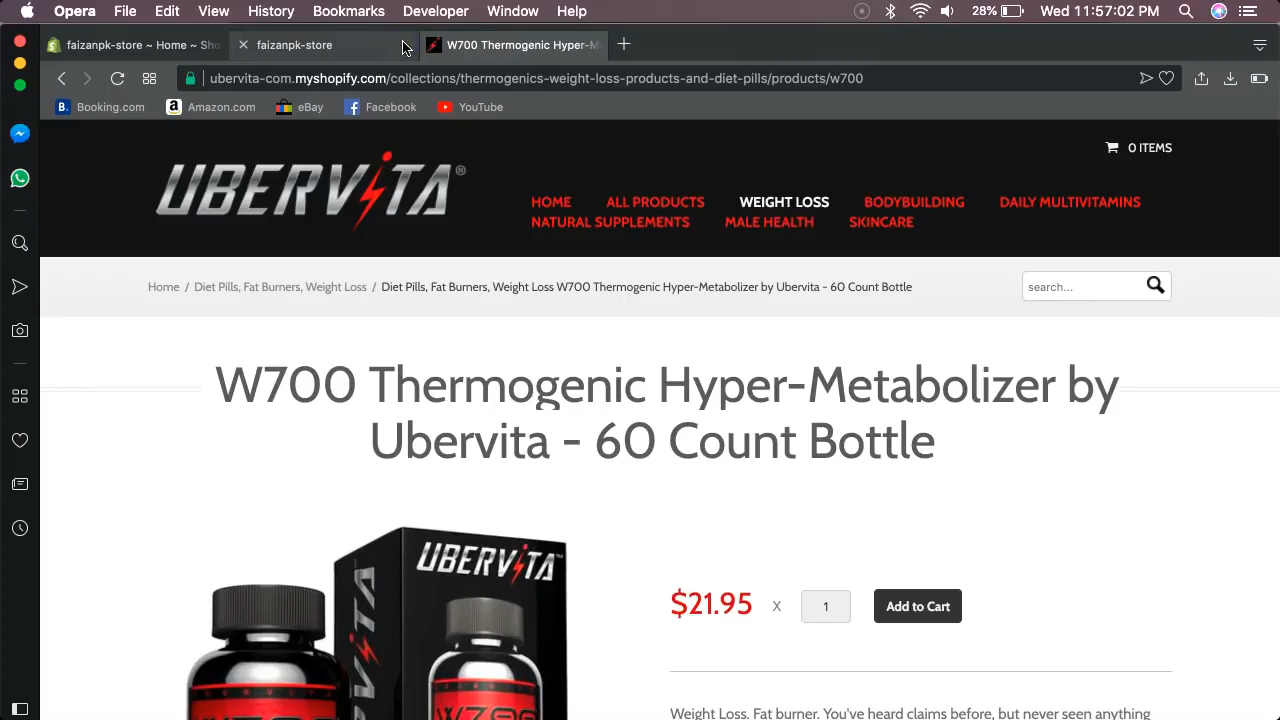 Opera File Edit View History Bookmarks Developer Window Help 28% Wed 11:57:02 PM
faizanpk-store ~ Home ~ Sho faizanpk-store W700 Thermogenic Hyper-M
ubervita-com.myshopify.com/collections/thermogenics-weight-loss-products-and-diet-pills/products/w700
Booking.com Amazon.com eBay Facebook YouTube
0 ITEMS
UBERVITA®
HOME ALL PRODUCTS WEIGHT LOSS BODYBUILDING DAILY MULTIVITAMINS
NATURAL SUPPLEMENTS MALE HEALTH SKINCARE
Home / Diet Pills, Fat Burners, Weight Loss / Diet Pills, Fat Burners, Weight Loss W700 Thermogenic Hyper-Metabolizer by Ubervita - 60 Count Bottle
search...
W700 Thermogenic Hyper-Metabolizer by
Ubervita - 60 Count Bottle
UBERVITA™
UBERVITA
UBERVITA
W700
$21.95 X 1 Add to Cart
Weight Loss. Fat burner. You've heard claims before, but never seen anything